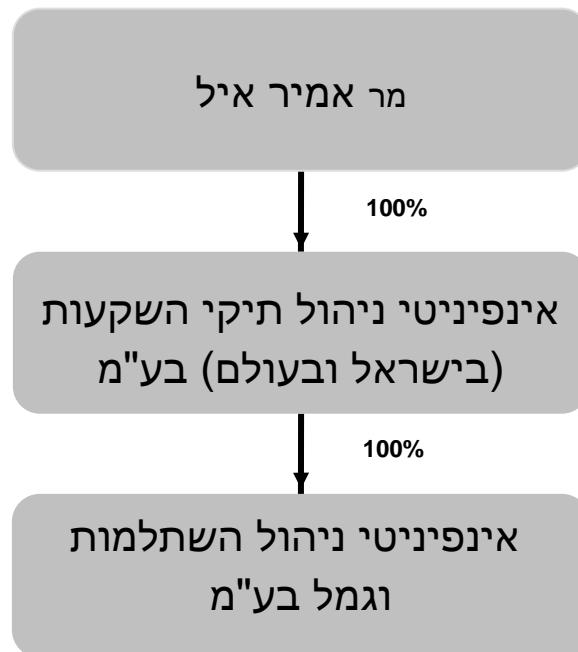 מר אמיר איל
100%
אינפיניטי ניהול תיקי השקעות
(בישראל ובעולם) בע"מ
100%
אינפיניטי ניהול השתלמות
וגמל בע"מ